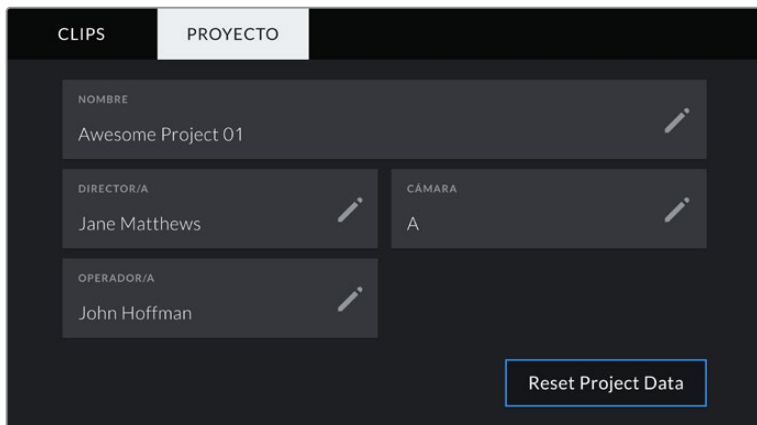 CLIPS PROYECTO
NOMBRE
Awesome Project 01
DIRECTOR/A
Jane Matthews
CÁMARA
A
OPERADOR/A
John Hoffman
Reset Project Data